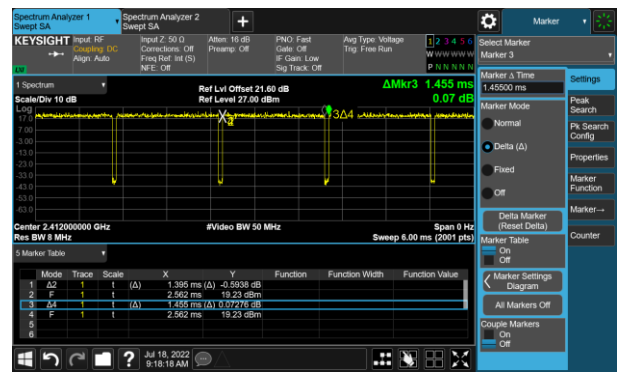 Spectrum Analyzer 1
Swept SA
Spectrum Analyzer 2
Swept SA
+
Marker
KEYSIGHT
Input: RF
Coupling: DC
Align: Auto
Input Z: 50 Ω
Corrections: Off
Freq Ref: Int (S)
NFE: Off
Atten: 16 dB
Preamp: Off
PNO: Fast
Gate: Off
IF Gain: Low
Sig Track: Off
Avg Type: Voltage
Trig: Free Run
1 2 3 4 5 6
W W W W W W
P N N N N N
Select Marker
Marker 3
1 Spectrum
Scale/Div 10 dB
Ref Lvl Offset 21.60 dB
Ref Level 27.00 dBm
ΔMkr3 1.455 ms
0.07 dB
Log
17.0
7.00
-3.00
-13.0
-23.0
-33.0
-43.0
-53.0
-63.0
3Δ4
Center 2.412000000 GHz
Res BW 8 MHz
#Video BW 50 MHz
Span 0 Hz
Sweep 6.00 ms (2001 pts)
5 Marker Table
Mode Trace Scale X Y Function Function Width Function Value
1 Δ2 1 t (Δ) 1.395 ms (Δ) -0.5938 dB
2 F 1 t 2.562 ms 19.23 dBm
3 Δ4 1 t (Δ) 1.455 ms (Δ) 0.07276 dB
4 F 1 t 2.562 ms 19.23 dBm
5
6
Marker Δ Time
1.45500 ms
Marker Mode
Normal
Delta (Δ)
Fixed
Off
Delta Marker
(Reset Delta)
Marker Table
On
Off
Marker Settings
Diagram
All Markers Off
Couple Markers
On
Off
Settings
Peak
Search
Pk Search
Config
Properties
Marker
Function
Marker→
Counter
?
Jul 18, 2022
9:18:18 AM